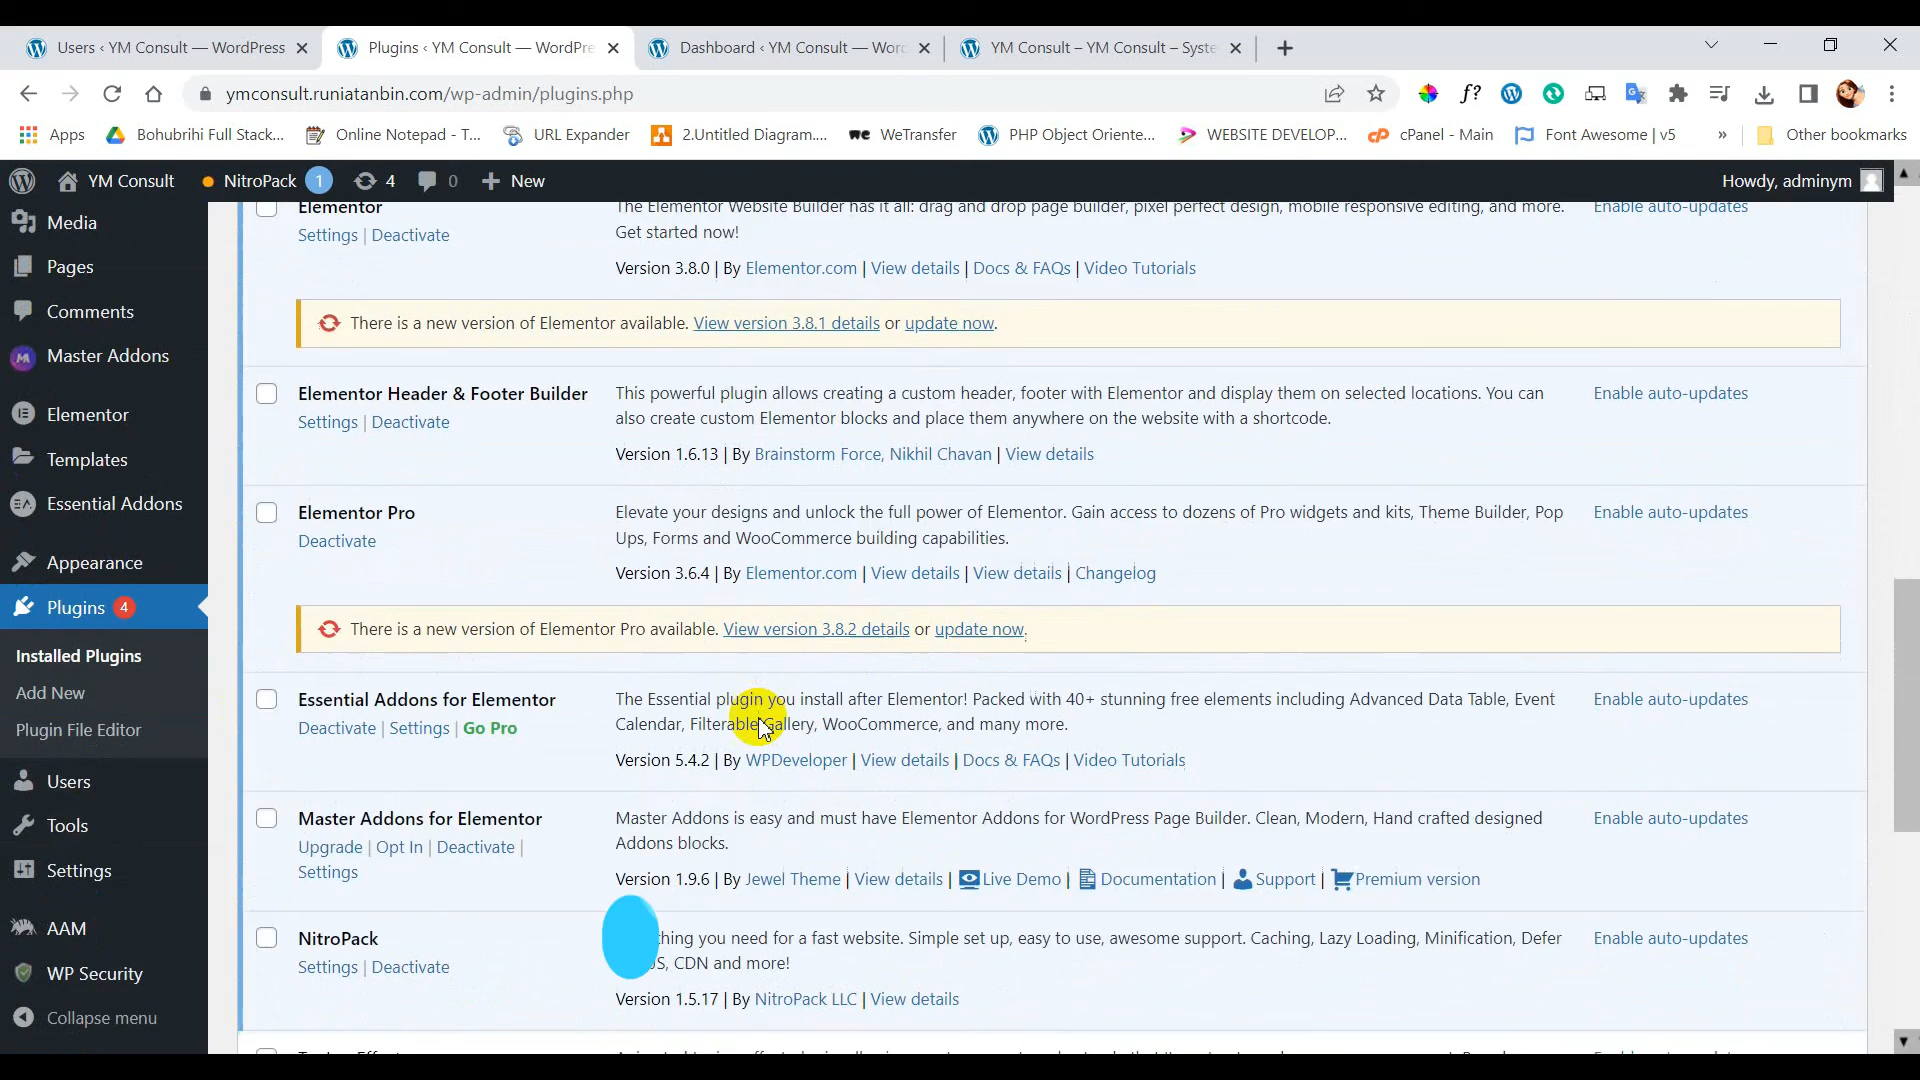 Users ‹ YM Consult — WordPress
Plugins ‹ YM Consult — WordPre
Dashboard ‹ YM Consult — Wor
YM Consult – YM Consult – Syste
ymconsult.runiatanbin.com/wp-admin/plugins.php
Apps
Bohubrihi Full Stack...
Online Notepad - T...
URL Expander
2.Untitled Diagram....
WeTransfer
PHP Object Oriente...
WEBSITE DEVELOP...
cPanel - Main
Font Awesome | v5
»
Other bookmarks
YM Consult
NitroPack 1
4
0
New
Howdy, adminym
Media
Pages
Comments
Master Addons
Elementor
Templates
Essential Addons
Appearance
Plugins 4
Installed Plugins
Add New
Plugin File Editor
Users
Tools
Settings
AAM
WP Security
Collapse menu
Elementor
Settings | Deactivate
The Elementor Website Builder has it all: drag and drop page builder, pixel perfect design, mobile responsive editing, and more.
Get started now!
Version 3.8.0 | By Elementor.com | View details | Docs & FAQs | Video Tutorials
Enable auto-updates
There is a new version of Elementor available. View version 3.8.1 details or update now.
Elementor Header & Footer Builder
Settings | Deactivate
This powerful plugin allows creating a custom header, footer with Elementor and display them on selected locations. You can
also create custom Elementor blocks and place them anywhere on the website with a shortcode.
Version 1.6.13 | By Brainstorm Force, Nikhil Chavan | View details
Enable auto-updates
Elementor Pro
Deactivate
Elevate your designs and unlock the full power of Elementor. Gain access to dozens of Pro widgets and kits, Theme Builder, Pop
Ups, Forms and WooCommerce building capabilities.
Version 3.6.4 | By Elementor.com | View details | View details | Changelog
Enable auto-updates
There is a new version of Elementor Pro available. View version 3.8.2 details or update now.
Essential Addons for Elementor
Deactivate | Settings | Go Pro
The Essential plugin you install after Elementor! Packed with 40+ stunning free elements including Advanced Data Table, Event
Calendar, Filterable Gallery, WooCommerce, and many more.
Version 5.4.2 | By WPDeveloper | View details | Docs & FAQs | Video Tutorials
Enable auto-updates
Master Addons for Elementor
Upgrade | Opt In | Deactivate |
Settings
Master Addons is easy and must have Elementor Addons for WordPress Page Builder. Clean, Modern, Hand crafted designed
Addons blocks.
Version 1.9.6 | By Jewel Theme | View details | Live Demo | Documentation | Support | Premium version
Enable auto-updates
NitroPack
Settings | Deactivate
thing you need for a fast website. Simple set up, easy to use, awesome support. Caching, Lazy Loading, Minification, Defer
JS, CDN and more!
Version 1.5.17 | By NitroPack LLC | View details
Enable auto-updates